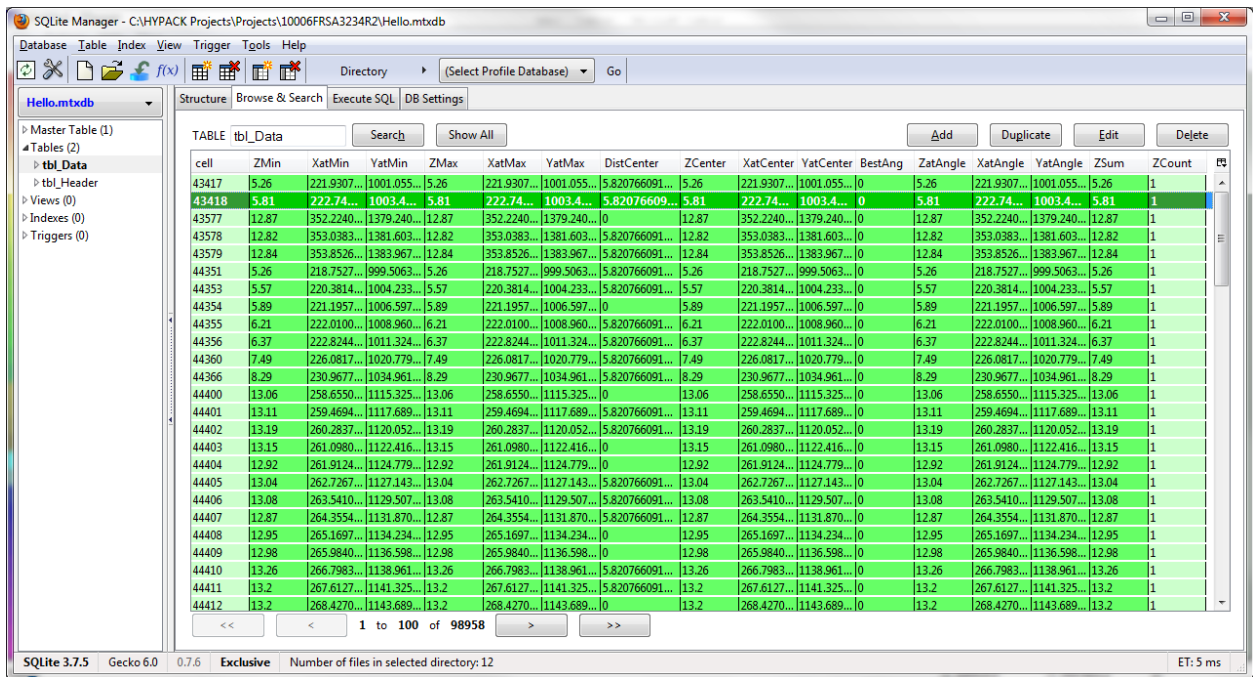 SQLite Manager - C:\HYPACK Projects\Projects\10006FRSA3234R2\Hello.mtxdb
Database Table Index View Trigger Tools Help
f(x) Directory (Select Profile Database) Go
Hello.mtxdb
Master Table (1)
Tables (2)
tbl_Data
tbl_Header
Views (0)
Indexes (0)
Triggers (0)
Structure Browse & Search Execute SQL DB Settings
TABLE tbl_Data Search Show All Add Duplicate Edit Delete
cell ZMin XatMin YatMin ZMax XatMax YatMax DistCenter ZCenter XatCenter YatCenter BestAng ZatAngle XatAngle YatAngle ZSum ZCount
43417 5.26 221.9307... 1001.055... 5.26 221.9307... 1001.055... 5.820766091... 5.26 221.9307... 1001.055... 0 5.26 221.9307... 1001.055... 5.26 1
43418 5.81 222.74... 1003.4... 5.81 222.74... 1003.4... 5.82076609... 5.81 222.74... 1003.4... 0 5.81 222.74... 1003.4... 5.81 1
43577 12.87 352.2240... 1379.240... 12.87 352.2240... 1379.240... 0 12.87 352.2240... 1379.240... 0 12.87 352.2240... 1379.240... 12.87 1
43578 12.82 353.0383... 1381.603... 12.82 353.0383... 1381.603... 5.820766091... 12.82 353.0383... 1381.603... 0 12.82 353.0383... 1381.603... 12.82 1
43579 12.84 353.8526... 1383.967... 12.84 353.8526... 1383.967... 5.820766091... 12.84 353.8526... 1383.967... 0 12.84 353.8526... 1383.967... 12.84 1
44351 5.26 218.7527... 999.5063... 5.26 218.7527... 999.5063... 5.820766091... 5.26 218.7527... 999.5063... 0 5.26 218.7527... 999.5063... 5.26 1
44353 5.57 220.3814... 1004.233... 5.57 220.3814... 1004.233... 5.820766091... 5.57 220.3814... 1004.233... 0 5.57 220.3814... 1004.233... 5.57 1
44354 5.89 221.1957... 1006.597... 5.89 221.1957... 1006.597... 0 5.89 221.1957... 1006.597... 0 5.89 221.1957... 1006.597... 5.89 1
44355 6.21 222.0100... 1008.960... 6.21 222.0100... 1008.960... 5.820766091... 6.21 222.0100... 1008.960... 0 6.21 222.0100... 1008.960... 6.21 1
44356 6.37 222.8244... 1011.324... 6.37 222.8244... 1011.324... 5.820766091... 6.37 222.8244... 1011.324... 0 6.37 222.8244... 1011.324... 6.37 1
44360 7.49 226.0817... 1020.779... 7.49 226.0817... 1020.779... 5.820766091... 7.49 226.0817... 1020.779... 0 7.49 226.0817... 1020.779... 7.49 1
44366 8.29 230.9677... 1034.961... 8.29 230.9677... 1034.961... 5.820766091... 8.29 230.9677... 1034.961... 0 8.29 230.9677... 1034.961... 8.29 1
44400 13.06 258.6550... 1115.325... 13.06 258.6550... 1115.325... 0 13.06 258.6550... 1115.325... 0 13.06 258.6550... 1115.325... 13.06 1
44401 13.11 259.4694... 1117.689... 13.11 259.4694... 1117.689... 5.820766091... 13.11 259.4694... 1117.689... 0 13.11 259.4694... 1117.689... 13.11 1
44402 13.19 260.2837... 1120.052... 13.19 260.2837... 1120.052... 5.820766091... 13.19 260.2837... 1120.052... 0 13.19 260.2837... 1120.052... 13.19 1
44403 13.15 261.0980... 1122.416... 13.15 261.0980... 1122.416... 0 13.15 261.0980... 1122.416... 0 13.15 261.0980... 1122.416... 13.15 1
44404 12.92 261.9124... 1124.779... 12.92 261.9124... 1124.779... 0 12.92 261.9124... 1124.779... 0 12.92 261.9124... 1124.779... 12.92 1
44405 13.04 262.7267... 1127.143... 13.04 262.7267... 1127.143... 5.820766091... 13.04 262.7267... 1127.143... 0 13.04 262.7267... 1127.143... 13.04 1
44406 13.08 263.5410... 1129.507... 13.08 263.5410... 1129.507... 5.820766091... 13.08 263.5410... 1129.507... 0 13.08 263.5410... 1129.507... 13.08 1
44407 12.87 264.3554... 1131.870... 12.87 264.3554... 1131.870... 5.820766091... 12.87 264.3554... 1131.870... 0 12.87 264.3554... 1131.870... 12.87 1
44408 12.95 265.1697... 1134.234... 12.95 265.1697... 1134.234... 0 12.95 265.1697... 1134.234... 0 12.95 265.1697... 1134.234... 12.95 1
44409 12.98 265.9840... 1136.598... 12.98 265.9840... 1136.598... 0 12.98 265.9840... 1136.598... 0 12.98 265.9840... 1136.598... 12.98 1
44410 13.26 266.7983... 1138.961... 13.26 266.7983... 1138.961... 5.820766091... 13.26 266.7983... 1138.961... 0 13.26 266.7983... 1138.961... 13.26 1
44411 13.2 267.6127... 1141.325... 13.2 267.6127... 1141.325... 5.820766091... 13.2 267.6127... 1141.325... 0 13.2 267.6127... 1141.325... 13.2 1
44412 13.2 268.4270... 1143.689... 13.2 268.4270... 1143.689... 0 13.2 268.4270... 1143.689... 0 13.2 268.4270... 1143.689... 13.2 1
<< < 1 to 100 of 98958 > >>
SQLite 3.7.5 Gecko 6.0 0.7.6 Exclusive Number of files in selected directory: 12 ET: 5 ms